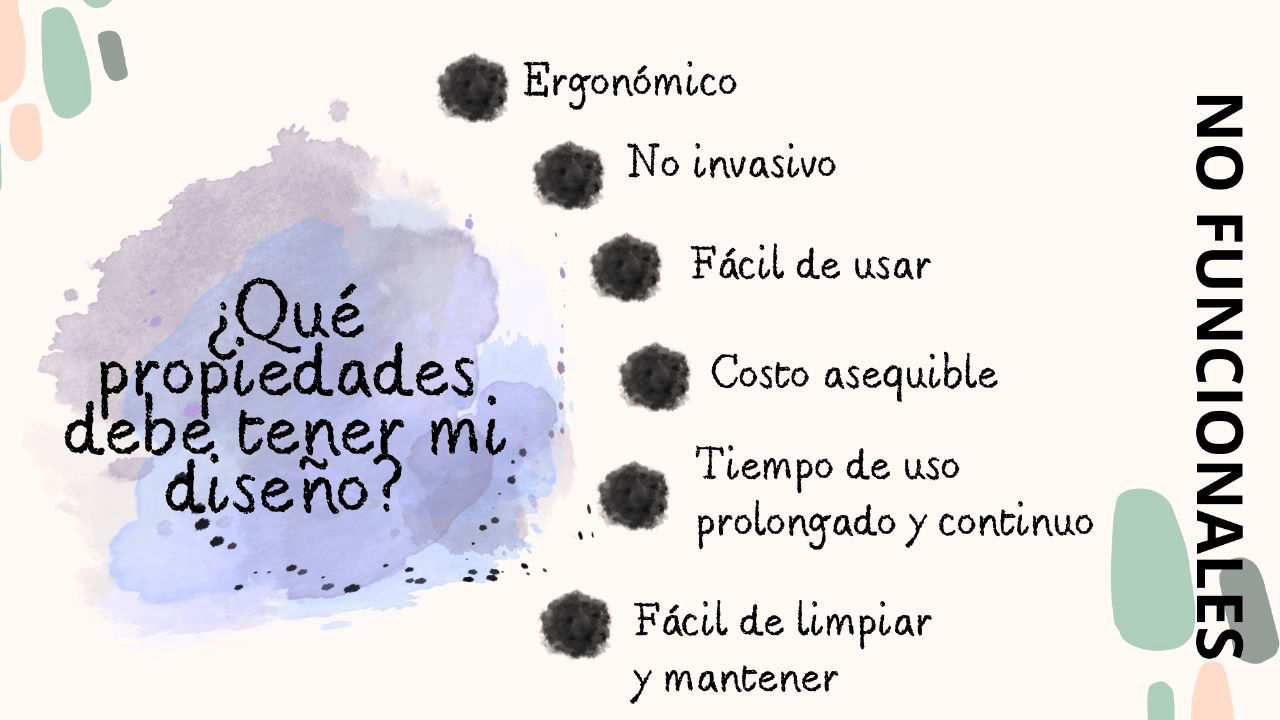 ¿Qué
propiedades
debe tener mi
diseño?
Ergonómico
No invasivo
Fácil de usar
Costo asequible
Tiempo de uso
prolongado y continuo
Fácil de limpiar
y mantener
NO FUNCIONALES